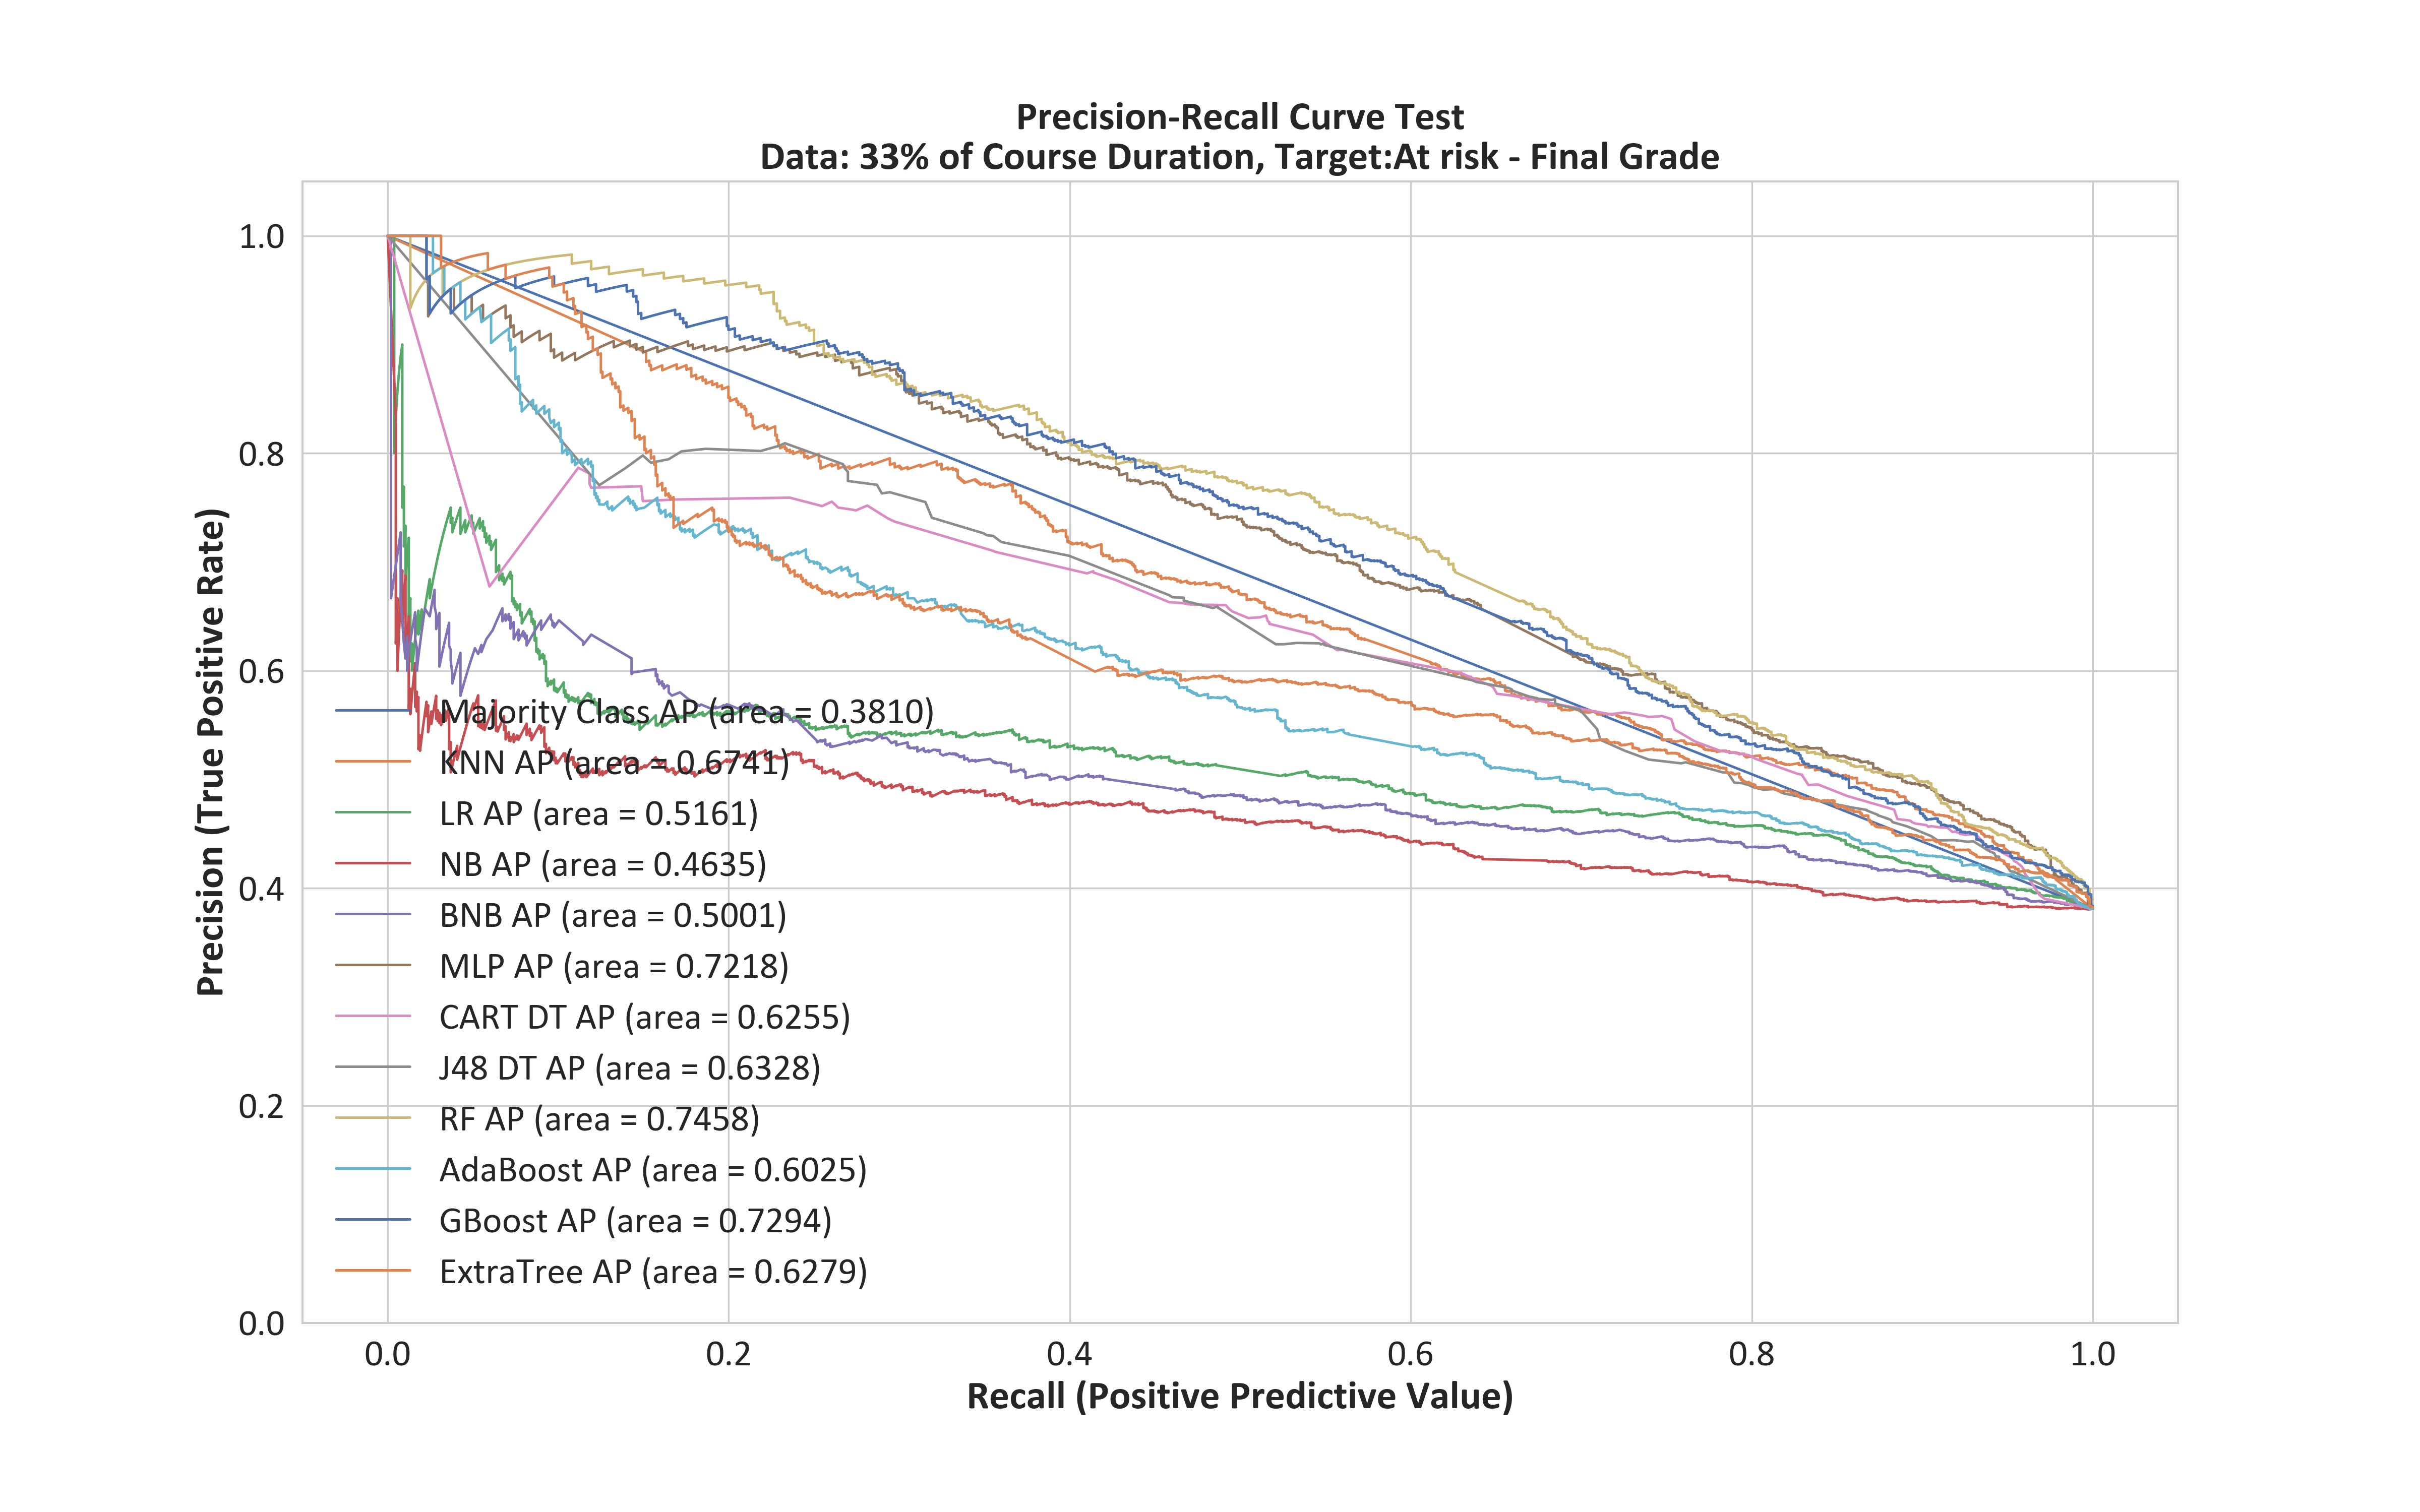 Precision-Recall Curve Test
Data: 33% of Course Duration, Target:At risk - Final Grade
1.0
0.8
0.6
0.4
0.2
0.0
Precision (True Positive Rate)
Majority Class AP (area = 0.3810)
KNN AP (area = 0.6741)
LR AP (area = 0.5161)
NB AP (area = 0.4635)
BNB AP (area = 0.5001)
MLP AP (area = 0.7218)
CART DT AP (area = 0.6255)
J48 DT AP (area = 0.6328)
RF AP (area = 0.7458)
AdaBoost AP (area = 0.6025)
GBoost AP (area = 0.7294)
ExtraTree AP (area = 0.6279)
0.0 0.2 0.4 0.6 0.8 1.0
Recall (Positive Predictive Value)